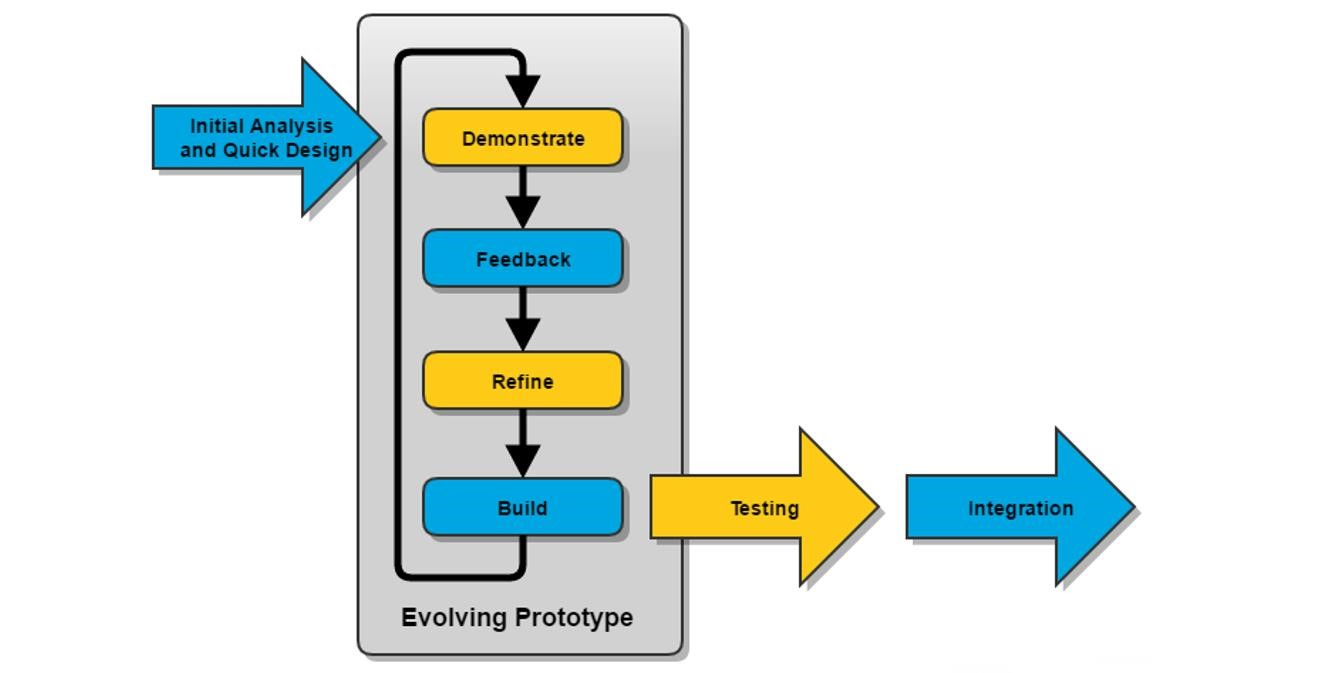 Initial Analysis
and Quick Design
Demonstrate
Feedback
Refine
Build
Testing
Integration
Evolving Prototype